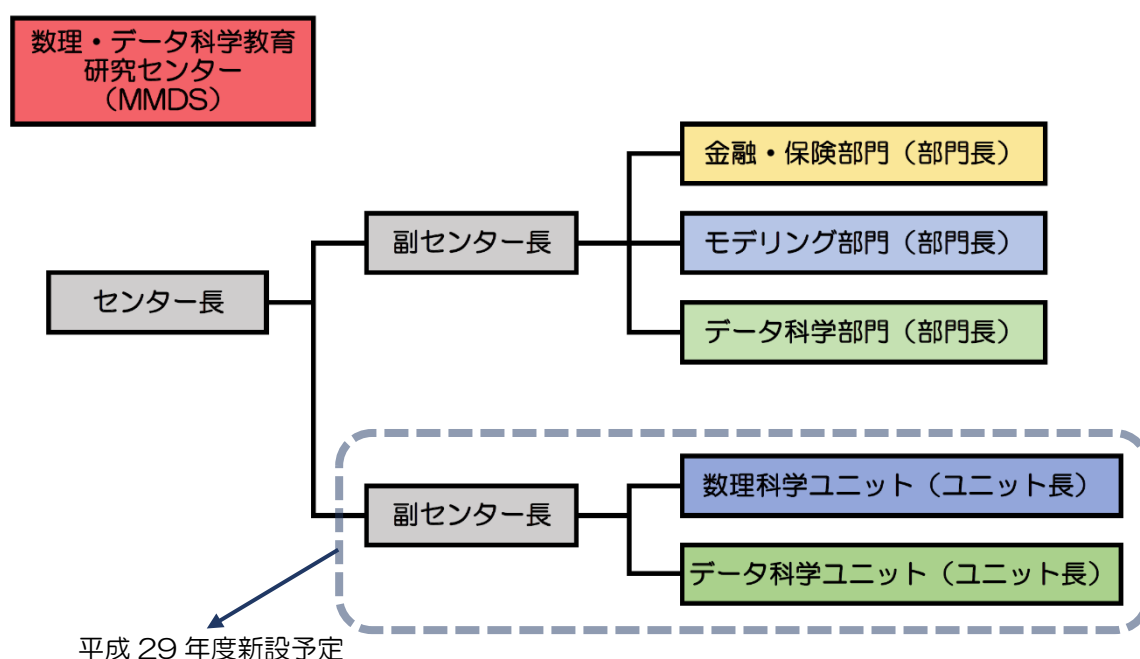 数理・データ科学教育
研究センター
（MMDS）
金融・保険部門（部門長）
副センター長
モデリング部門（部門長）
センター長
データ科学部門（部門長）
数理科学ユニット（ユニット長）
副センター長
データ科学ユニット（ユニット長）
平成 29 年度新設予定